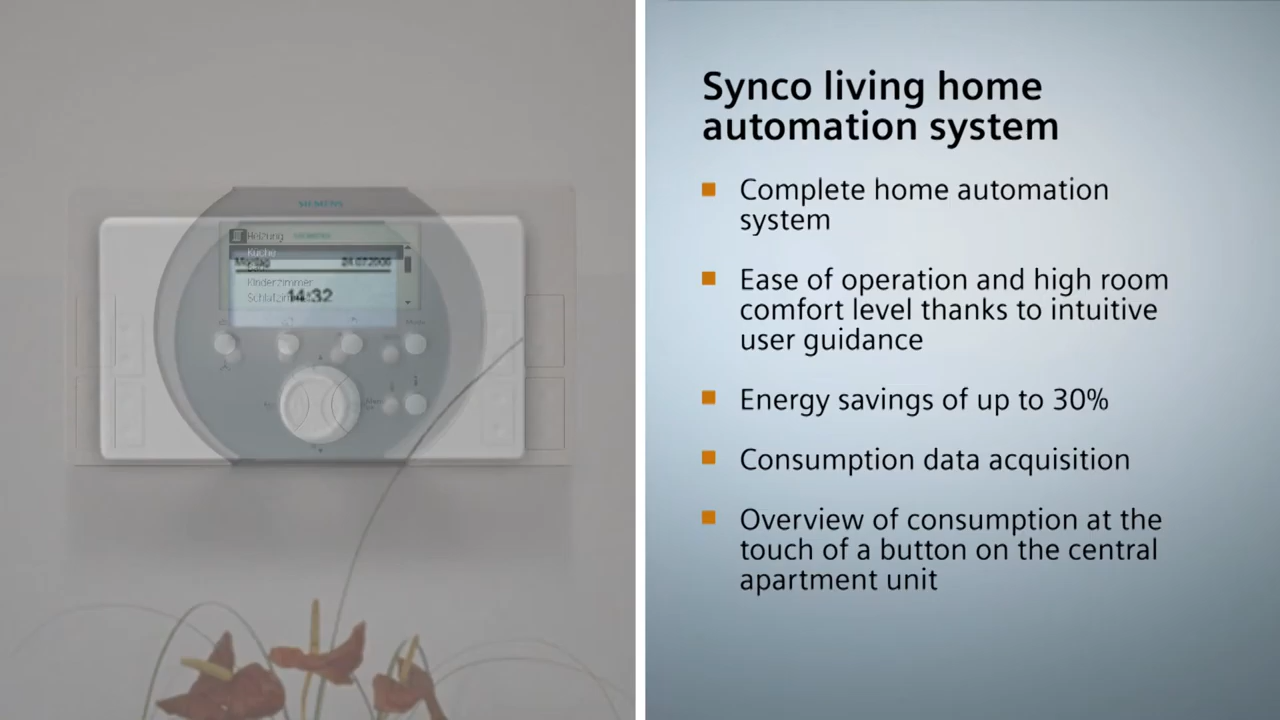 SIEMENS
Heizung
SIEMENS
Küche
Montag 24.07.2006
Kinderzimmer
14:32
Synco living home
automation system
Complete home automation
system
Ease of operation and high room
comfort level thanks to intuitive
user guidance
Energy savings of up to 30%
Consumption data acquisition
Overview of consumption at the
touch of a button on the central
apartment unit